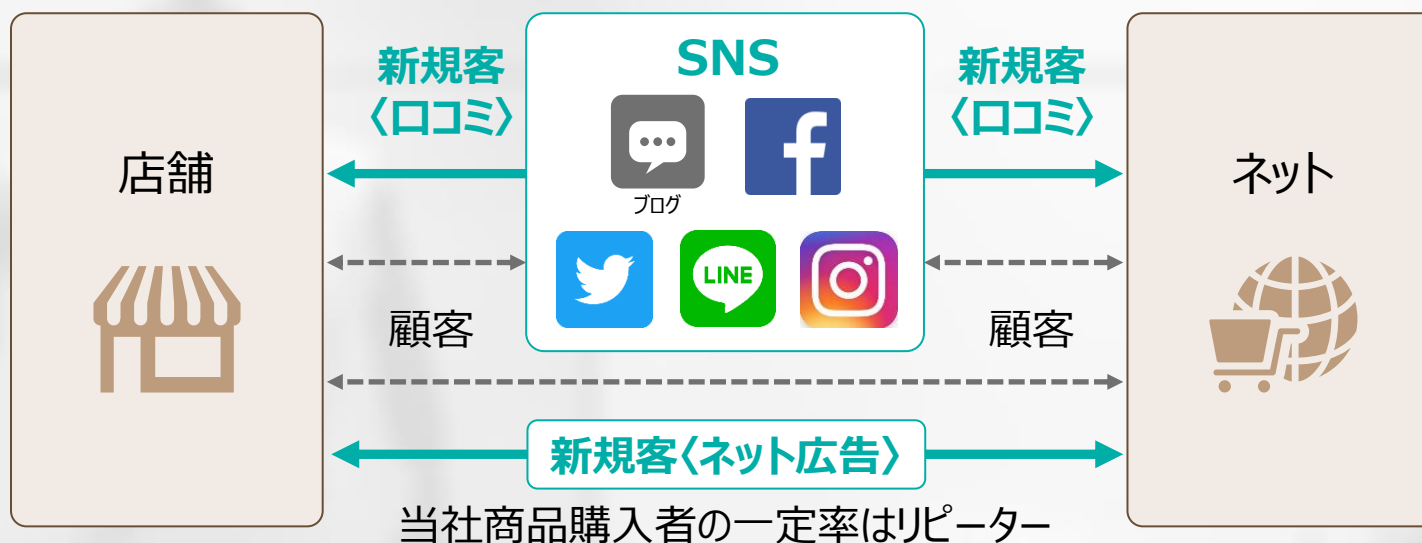 店舗
新規客
〈口コミ〉
SNS
ブログ
LINE
新規客
〈口コミ〉
ネット
顧客
顧客
新規客〈ネット広告〉
当社商品購入者の一定率はリピーター